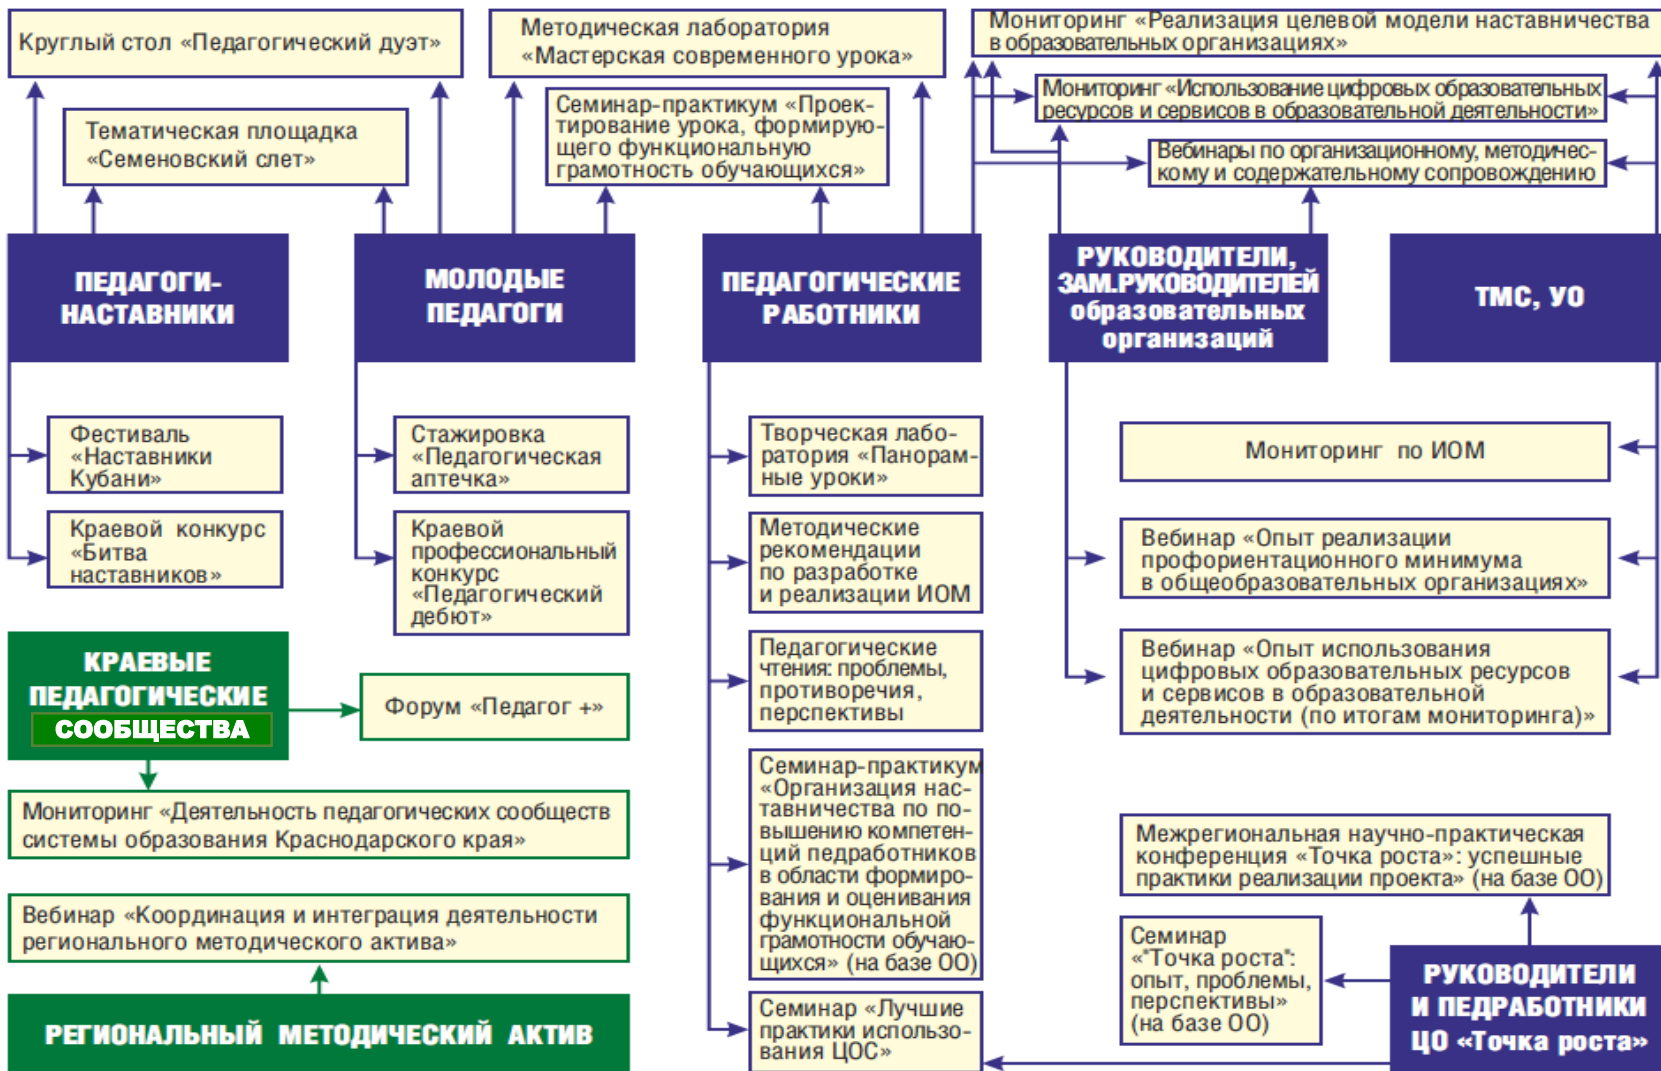 Круглый стол «Педагогический дуэт»
Методическая лаборатория
«Мастерская современного урока»
Мониторинг «Реализация целевой модели наставничества
в образовательных организациях»
Мониторинг «Использование цифровых образовательных
ресурсов и сервисов в образовательной деятельности»
Тематическая площадка
«Семеновский слет»
Семинар-практикум «Проек-
тирование урока, формирую-
щего функциональную
грамотность обучающихся»
Вебинары по организационному, методичес-
кому и содержательному сопровождению
ПЕДАГОГИ-
НАСТАВНИКИ
МОЛОДЫЕ
ПЕДАГОГИ
ПЕДАГОГИЧЕСКИЕ
РАБОТНИКИ
РУКОВОДИТЕЛИ,
ЗАМ.РУКОВОДИТЕЛЕЙ
образовательных
организаций
ТМС, УО
Фестиваль
«Наставники
Кубани»
Краевой конкурс
«Битва
наставников»
Стажировка
«Педагогическая
аптечка»
Краевой
профессиональный
конкурс
«Педагогический
дебют»
Творческая лабо-
ратория «Панорам-
ные уроки»
Методические
рекомендации
по разработке
и реализации ИОМ
Педагогические
чтения: проблемы,
противоречия,
перспективы
Семинар-практикум
«Организация нас-
тавничества по по-
вышению компетен-
ций педработников
в области формиро-
вания и оценивания
функциональной
грамотности обучаю-
щихся» (на базе ОО)
Семинар «Лучшие
практики использо-
вания ЦОС»
Мониторинг по ИОМ
Вебинар «Опыт реализации
профориентационного минимума
в общеобразовательных организациях»
Вебинар «Опыт использования
цифровых образовательных ресурсов
и сервисов в образовательной
деятельности (по итогам мониторинга)»
КРАЕВЫЕ
ПЕДАГОГИЧЕСКИЕ
СООБЩЕСТВА
Форум «Педагог +»
Мониторинг «Деятельность педагогических сообществ
системы образования Краснодарского края»
Вебинар «Координация и интеграция деятельности
регионального методического актива»
РЕГИОНАЛЬНЫЙ МЕТОДИЧЕСКИЙ АКТИВ
Межрегиональная научно-практическая
конференция «Точка роста»: успешные
практики реализации проекта» (на базе ОО)
Семинар
«"Точка роста":
опыт, проблемы,
перспективы»
(на базе ОО)
РУКОВОДИТЕЛИ
И ПЕДРАБОТНИКИ
ЦО «Точка роста»